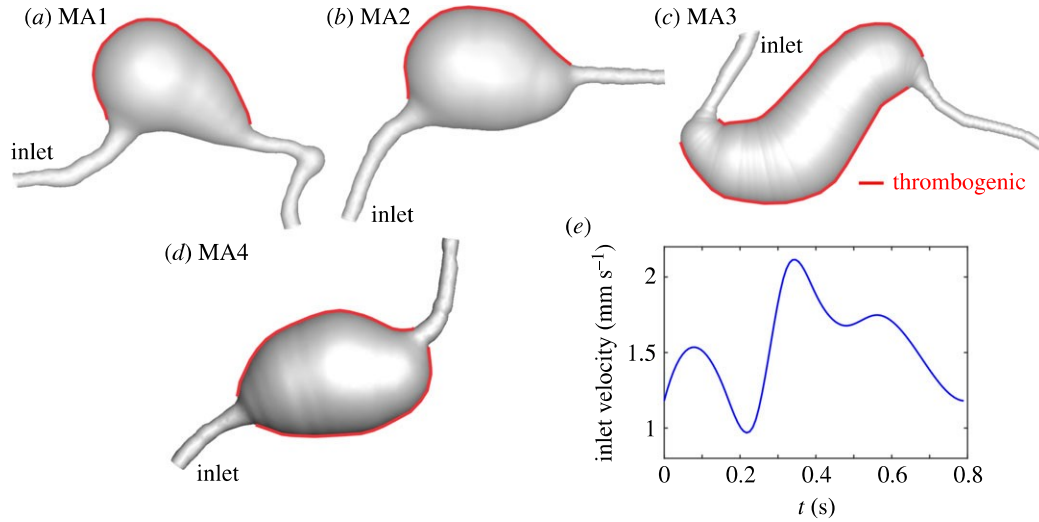 (a) MA1
inlet
(b) MA2
inlet
(c) MA3
inlet
thrombogenic
(d) MA4
inlet
(e)
inlet velocity (mm s⁻¹)
2
1.5
1
0
0.2
0.4
0.6
0.8
t (s)